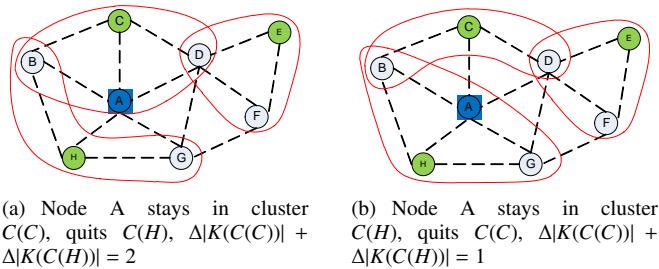 C
E
B
D
A
F
H
G
C
E
B
D
A
F
H
G
(a) Node A stays in cluster
C(C), quits C(H), Δ|K(C(C))| +
Δ|K(C(H))| = 2
(b) Node A stays in cluster
C(H), quits C(C), Δ|K(C(C))| +
Δ|K(C(H))| = 1